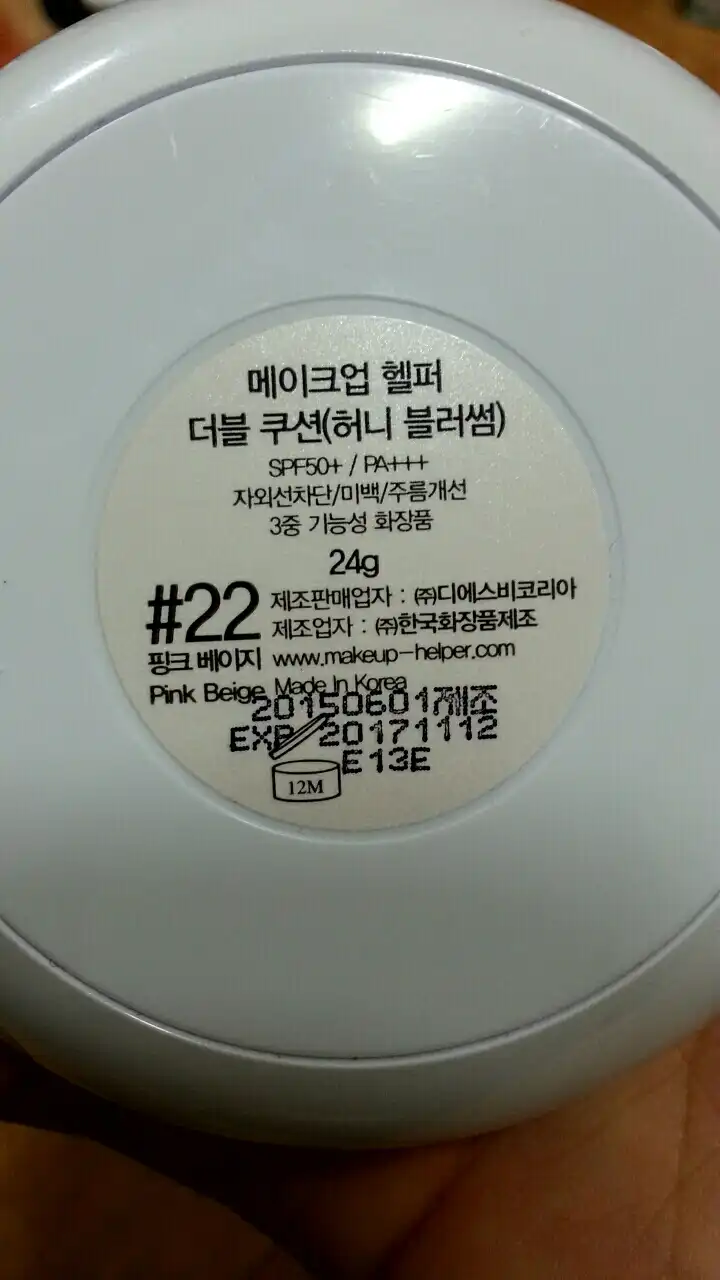 메이크업 헬퍼
더블 쿠션(허니 블러썸)
SPF50+ / PA+++
자외선차단/미백/주름개선
3중 기능성 화장품
24g
#22
핑크 베이지
Pink Beige
제조판매업자 : ㈜디에스비코리아
제조업자 : ㈜한국화장품제조
www.makeup-helper.com
Made In Korea
20150601제조
EXP 20171112
E13E
12M